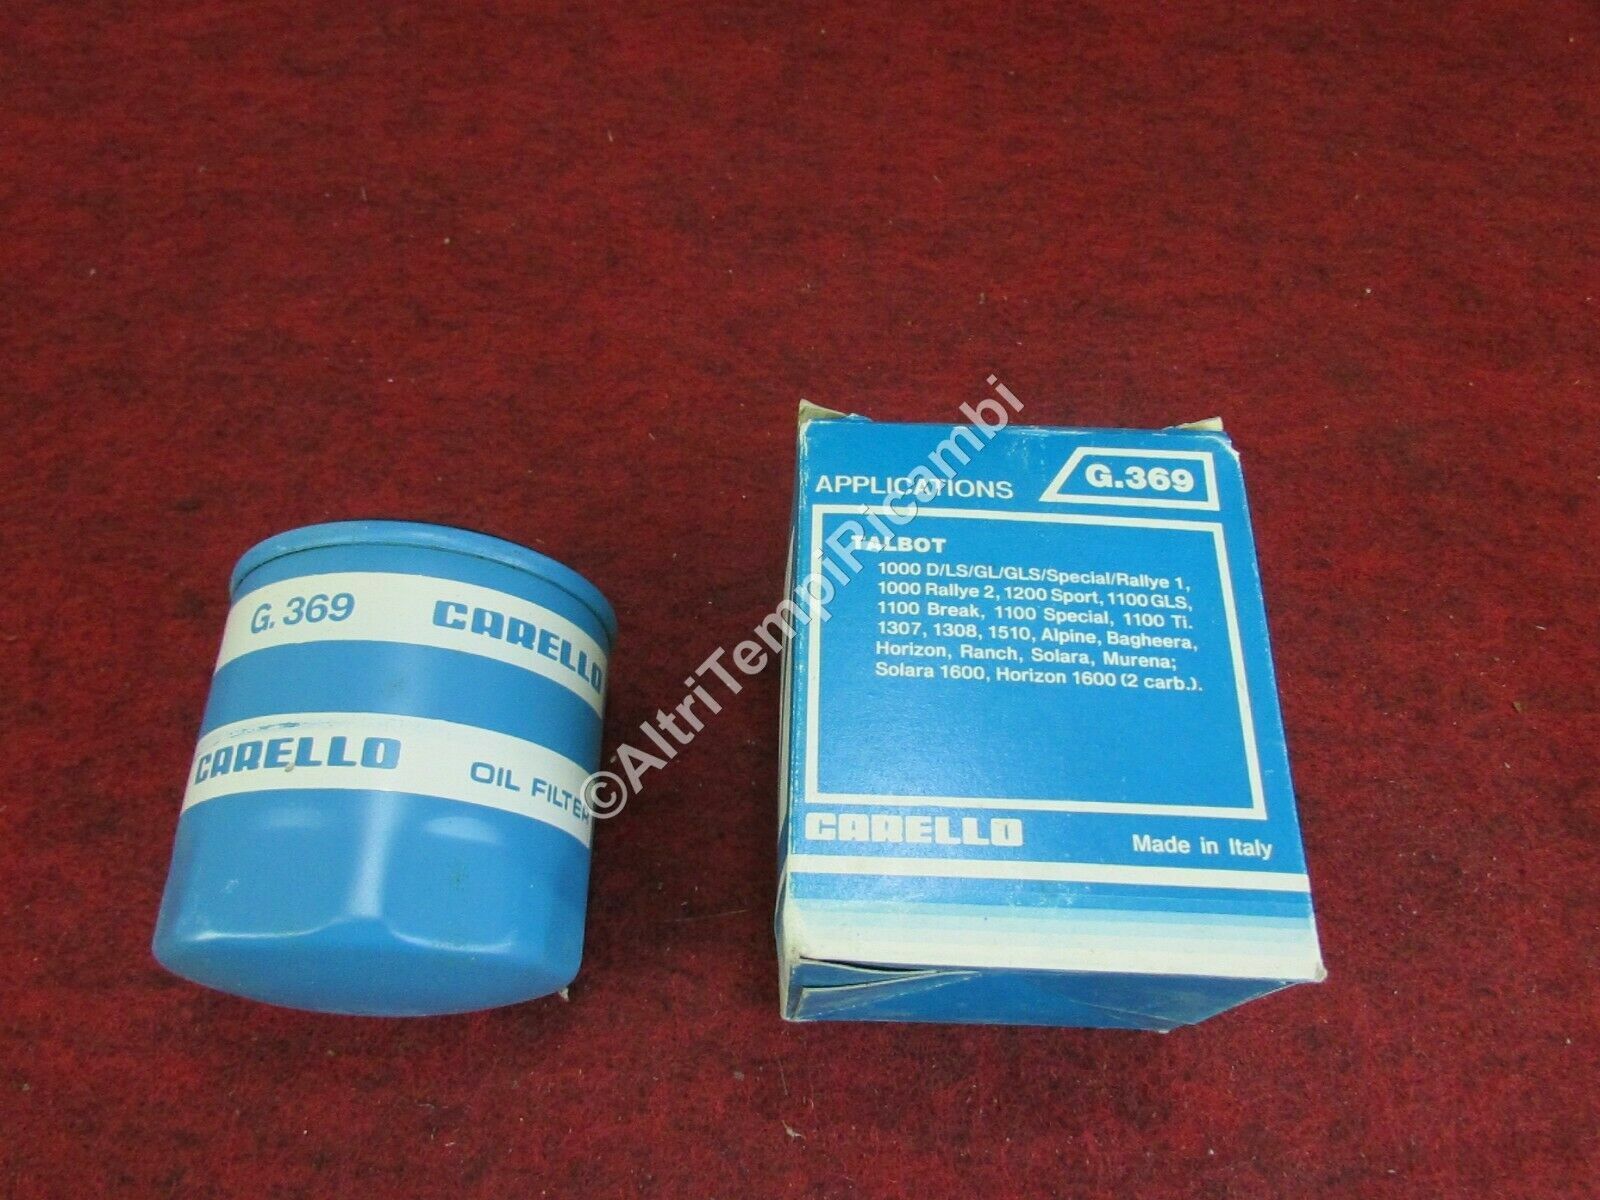 G. 369 CARELLO
CARELLO OIL FILTER
©AltriTempiRicambi
APPLICATIONS G.369
TALBOT
1000 D/LS/GL/GLS/Special/Rallye 1,
1000 Rallye 2, 1200 Sport, 1100 GLS,
1100 Break, 1100 Special, 1100 Ti.
1307, 1308, 1510, Alpine, Bagheera,
Horizon, Ranch, Solara, Murena;
Solara 1600, Horizon 1600 (2 carb.).
CARELLO Made in Italy